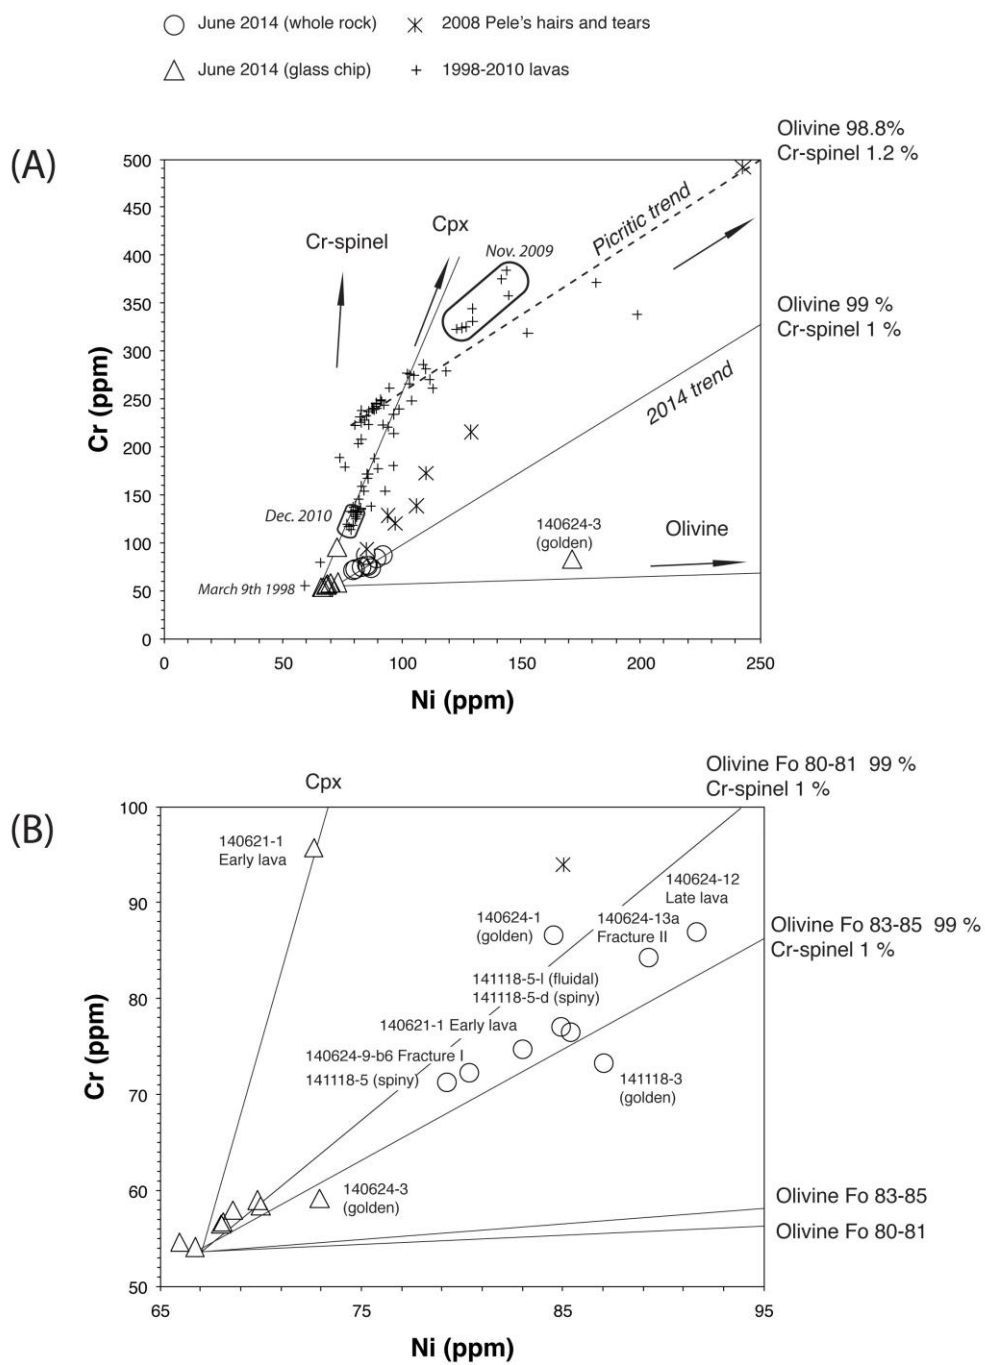 June 2014 (whole rock)
2008 Pele's hairs and tears
June 2014 (glass chip)
1998-2010 lavas
(A)
Olivine 98.8%
Cr-spinel 1.2 %
500
450
400
350
300
250
200
150
100
50
0
Cr (ppm)
Cr-spinel
Cpx
Nov. 2009
Picritic trend
Olivine 99 %
Cr-spinel 1 %
2014 trend
Dec. 2010
140624-3
(golden)
Olivine
March 9th 1998
0
50
100
150
200
250
Ni (ppm)
(B)
Cpx
Olivine Fo 80-81 99 %
Cr-spinel 1 %
100
90
80
70
60
50
Cr (ppm)
140621-1
Early lava
140624-12
Late lava
140624-1
(golden)
140624-13a
Fracture II
Olivine Fo 83-85 99 %
Cr-spinel 1 %
141118-5-l (fluidal)
141118-5-d (spiny)
140621-1 Early lava
140624-9-b6 Fracture I
141118-5 (spiny)
141118-3
(golden)
140624-3
(golden)
Olivine Fo 83-85
Olivine Fo 80-81
65
75
85
95
Ni (ppm)